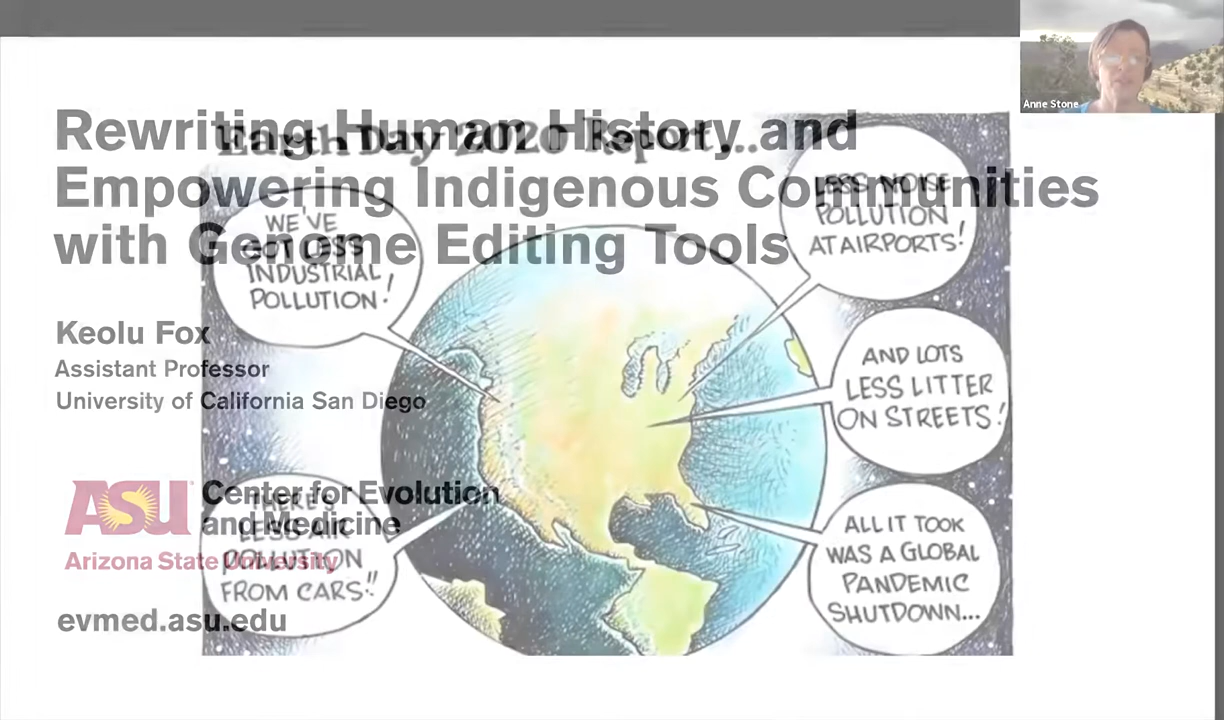 Anne Stone
Rewriting Human History and
Empowering Indigenous Communities
with Genome Editing Tools
Keolu Fox
Assistant Professor
University of California San Diego
ASU
Center for Evolution
and Medicine
Arizona State University
evmed.asu.edu
Earth Day 2020 Report...
WE'VE
GOT LESS
INDUSTRIAL
POLLUTION!
LESS NOISE
POLLUTION
AT AIRPORTS!
AND LOTS
LESS LITTER
ON STREETS!
THERE'S
LESS AIR
POLLUTION
FROM CARS!!
ALL IT TOOK
WAS A GLOBAL
PANDEMIC
SHUTDOWN...